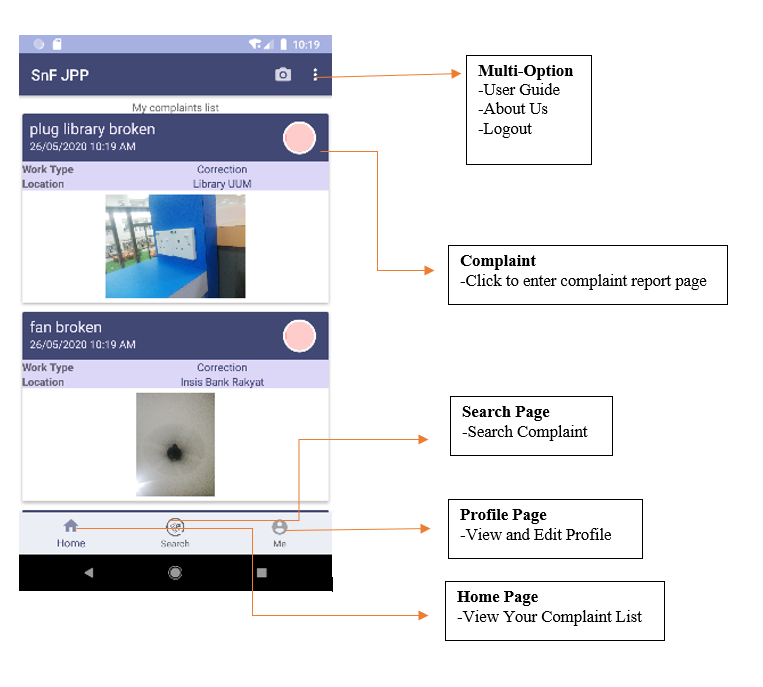 10:19
SnF JPP
My complaints list
plug library broken
26/05/2020 10:19 AM
Work Type Correction
Location Library UUM
fan broken
26/05/2020 10:19 AM
Work Type Correction
Location Insis Bank Rakyat
Home Search Me
Multi-Option
-User Guide
-About Us
-Logout
Complaint
-Click to enter complaint report page
Search Page
-Search Complaint
Profile Page
-View and Edit Profile
Home Page
-View Your Complaint List